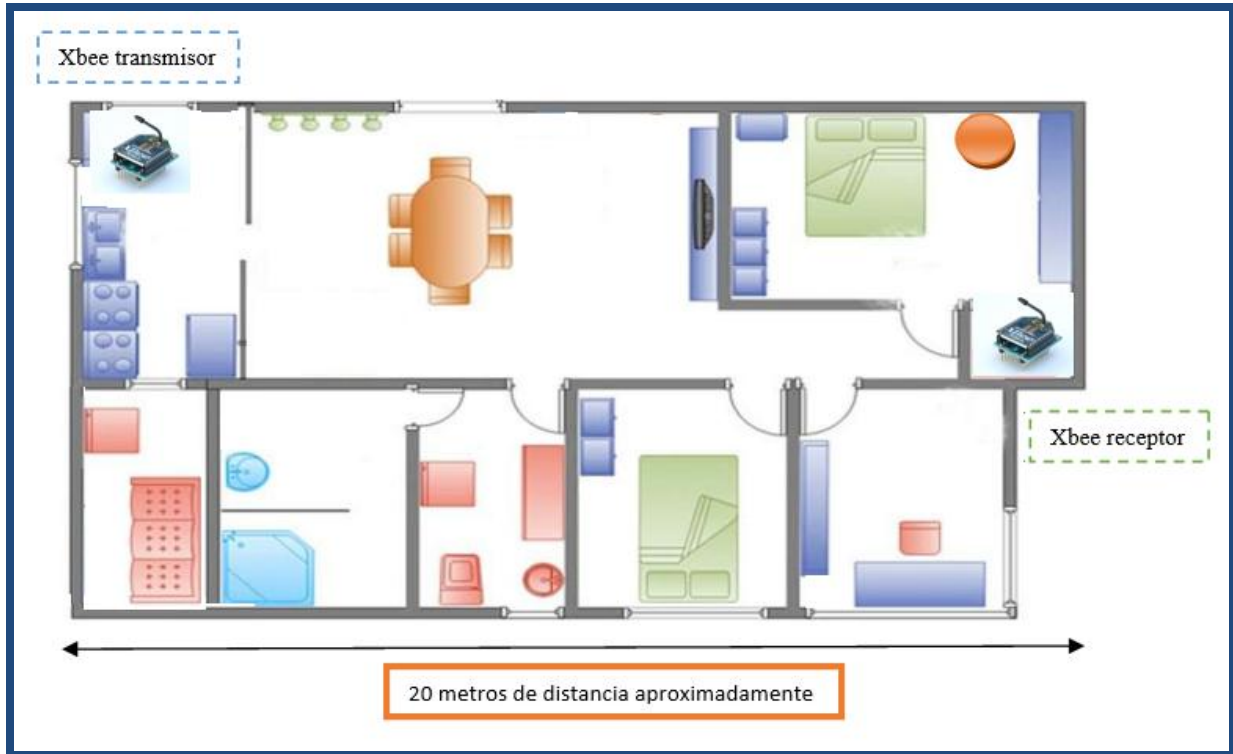 Xbee transmisor
Xbee receptor
20 metros de distancia aproximadamente